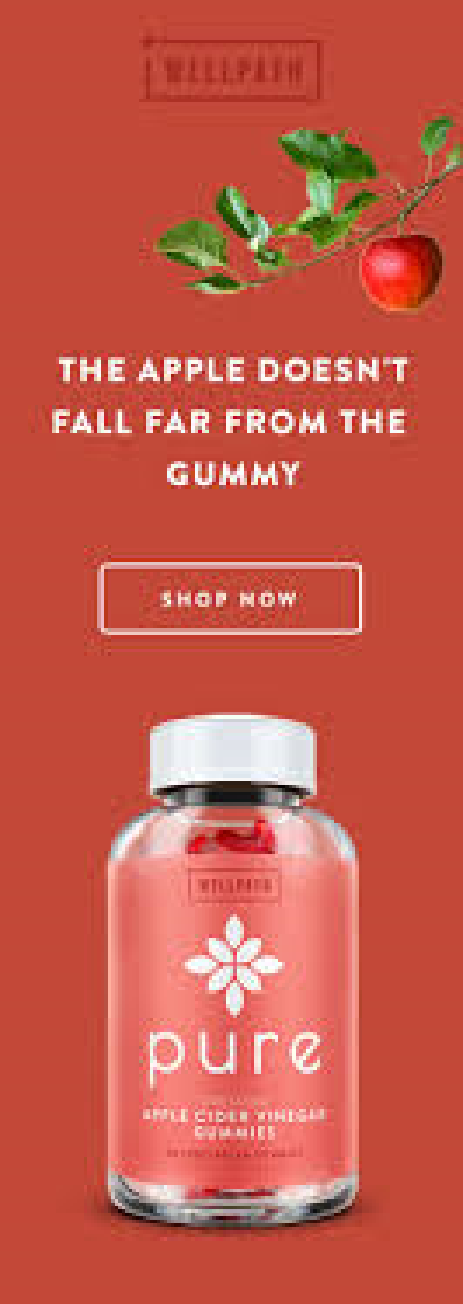 WELLPATH
THE APPLE DOESN'T
FALL FAR FROM THE
GUMMY
SHOP NOW
WELLPATH
pure
APPLE CIDER VINEGAR
GUMMIES